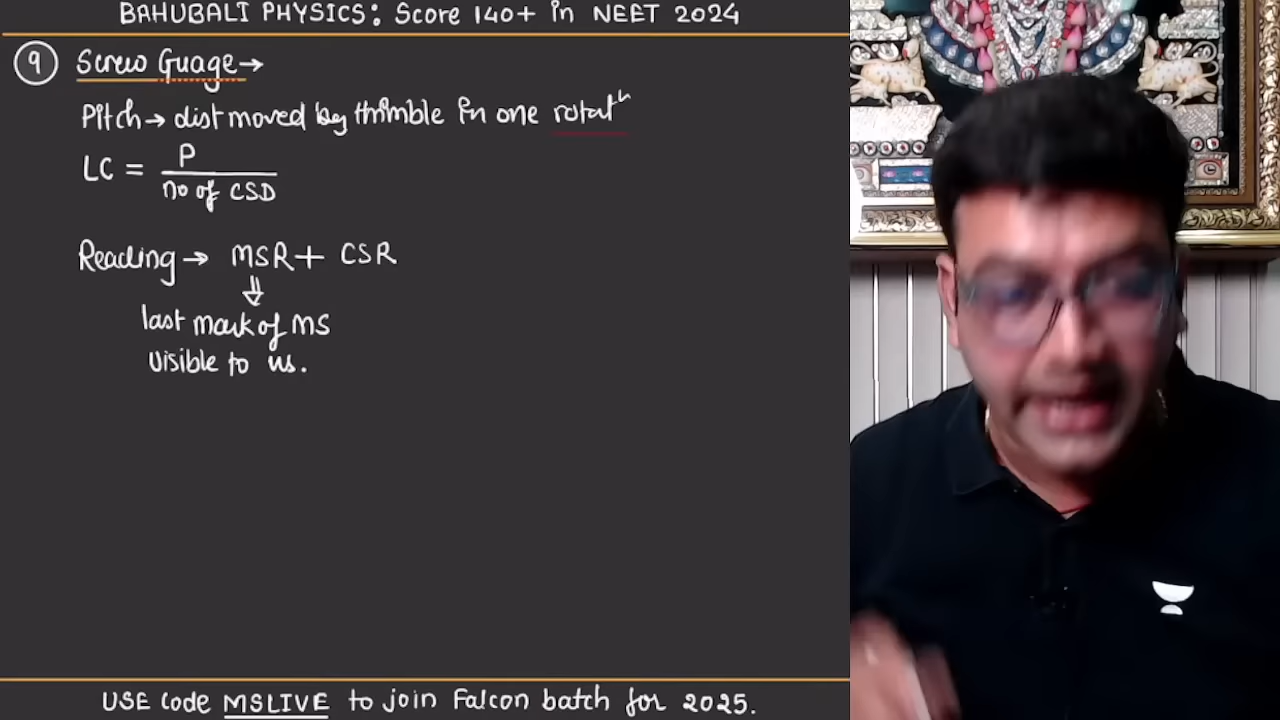 BAHUBALI PHYSICS: Score 140+ in NEET 2024
9 Screw Guage→
Pitch→ dist moved by thimble in one rotatⁿ
LC = P / no of CSD
Reading → MSR + CSR
⇓
last mark of MS
visible to us.
USE Code MSLIVE to join Falcon batch for 2025.